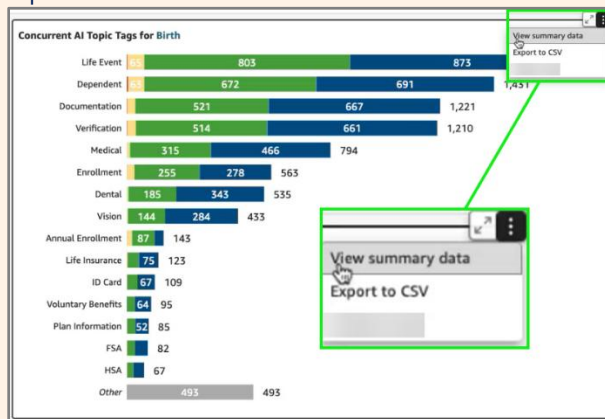 Concurrent AI Topic Tags for Birth
View summary data
Export to CSV
Life Event 65 803 873
Dependent 63 672 691 1,431
Documentation 521 667 1,221
Verification 514 661 1,210
Medical 315 466 794
Enrollment 255 278 563
Dental 185 343 535
Vision 144 284 433
Annual Enrollment 87 143
Life Insurance 75 123
ID Card 67 109
Voluntary Benefits 64 95
Plan Information 52 85
FSA 82
HSA 67
Other 493 493
View summary data
Export to CSV